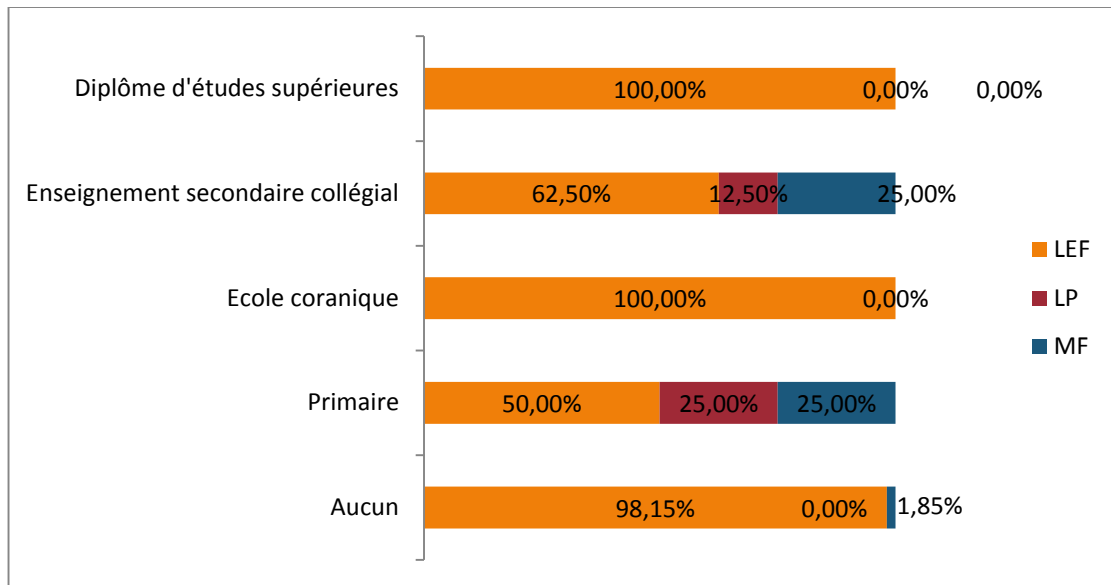 Diplôme d'études supérieures 100,00% 0,00% 0,00%
Enseignement secondaire collégial 62,50% 12,50% 25,00%
Ecole coranique 100,00% 0,00%
Primaire 50,00% 25,00% 25,00%
Aucun 98,15% 0,00% 1,85%
LEF
LP
MF